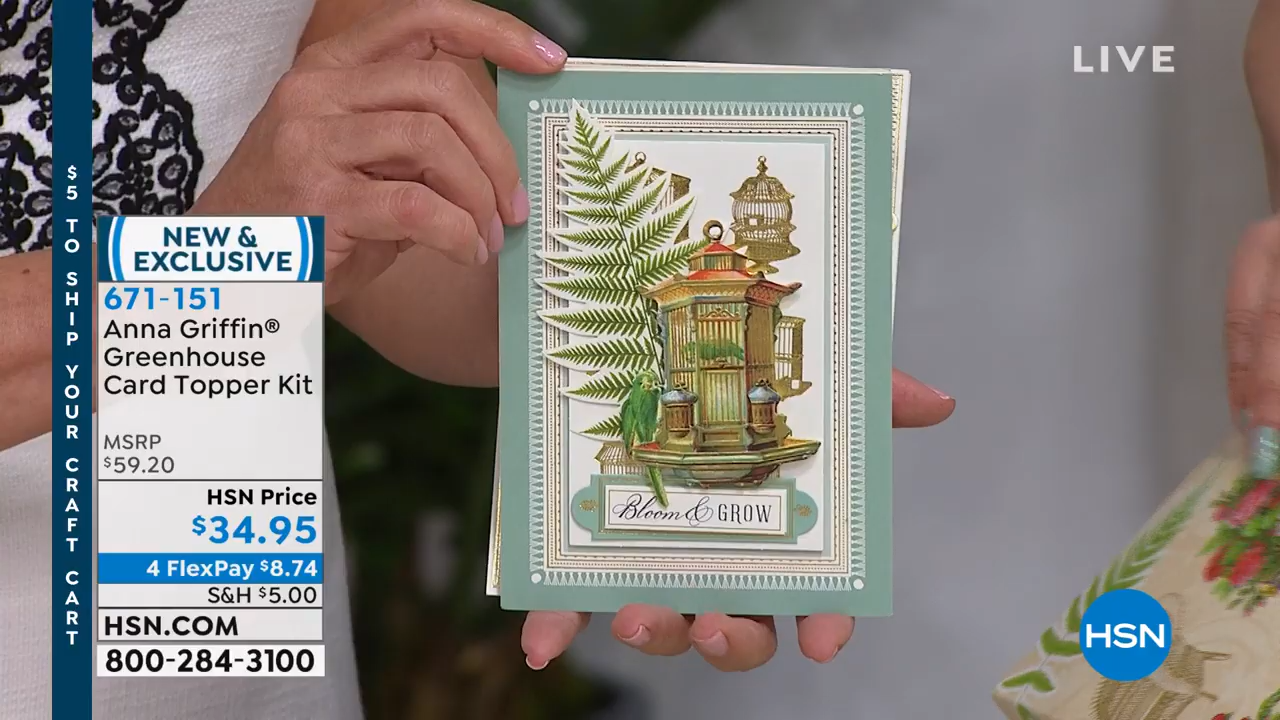 LIVE
$5 TO SHIP YOUR CRAFT CART
NEW &
EXCLUSIVE
671-151
Anna Griffin®
Greenhouse
Card Topper Kit
MSRP
$59.20
HSN Price
$34.95
4 FlexPay $8.74
S&H $5.00
HSN.COM
800-284-3100
Bloom & GROW
HSN